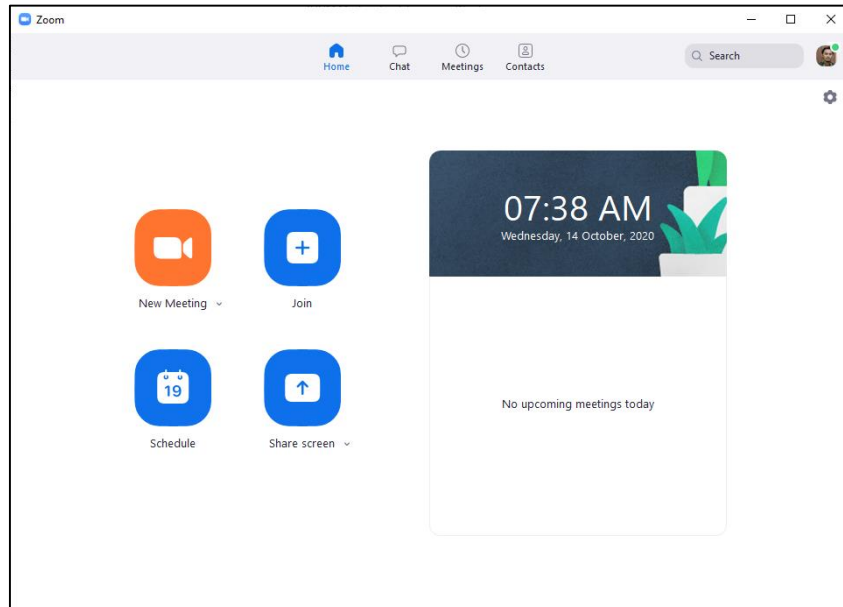 Zoom
Home Chat Meetings Contacts Search
07:38 AM
Wednesday, 14 October, 2020
New Meeting Join
19
Schedule Share screen
No upcoming meetings today